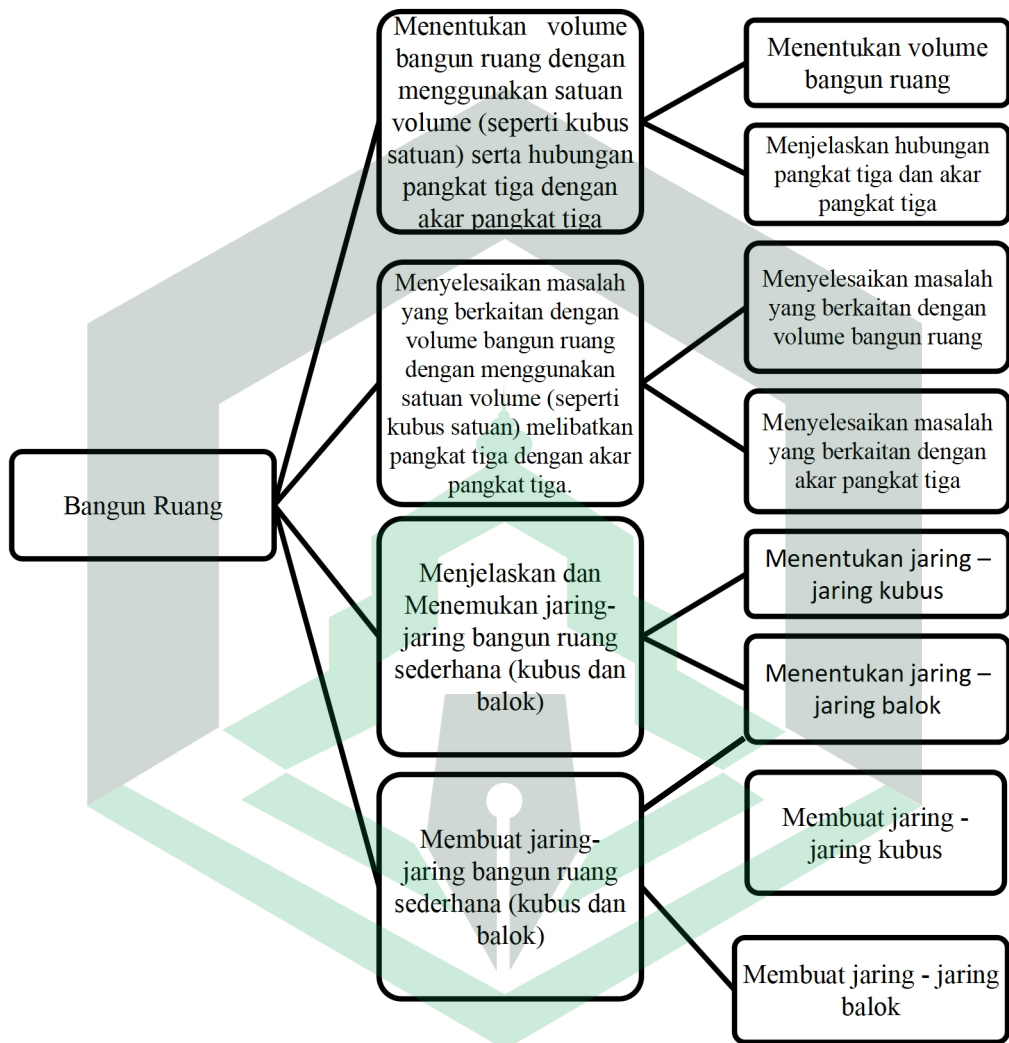 Bangun Ruang
Menentukan volume
bangun ruang dengan
menggunakan satuan
volume (seperti kubus
satuan) serta hubungan
pangkat tiga dengan
akar pangkat tiga
Menentukan volume
bangun ruang
Menjelaskan hubungan
pangkat tiga dan akar
pangkat tiga
Menyelesaikan masalah
yang berkaitan dengan
volume bangun ruang
dengan menggunakan
satuan volume (seperti
kubus satuan) melibatkan
pangkat tiga dengan akar
pangkat tiga.
Menyelesaikan masalah
yang berkaitan dengan
volume bangun ruang
Menyelesaikan masalah
yang berkaitan dengan
akar pangkat tiga
Menjelaskan dan
Menemukan jaring-
jaring bangun ruang
sederhana (kubus dan
balok)
Menentukan jaring –
jaring kubus
Menentukan jaring –
jaring balok
Membuat jaring-
jaring bangun ruang
sederhana (kubus dan
balok)
Membuat jaring -
jaring kubus
Membuat jaring - jaring
balok